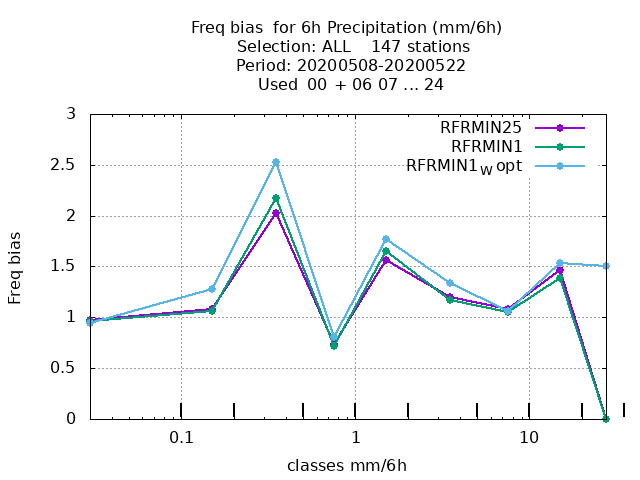 Freq bias for 6h Precipitation (mm/6h)
Selection: ALL 147 stations
Period: 20200508-20200522
Used 00 + 06 07 ... 24
RFRMIN25
RFRMIN1
RFRMIN1W opt
3
2.5
2
1.5
1
0.5
0
Freq bias
0.1
1
10
classes mm/6h